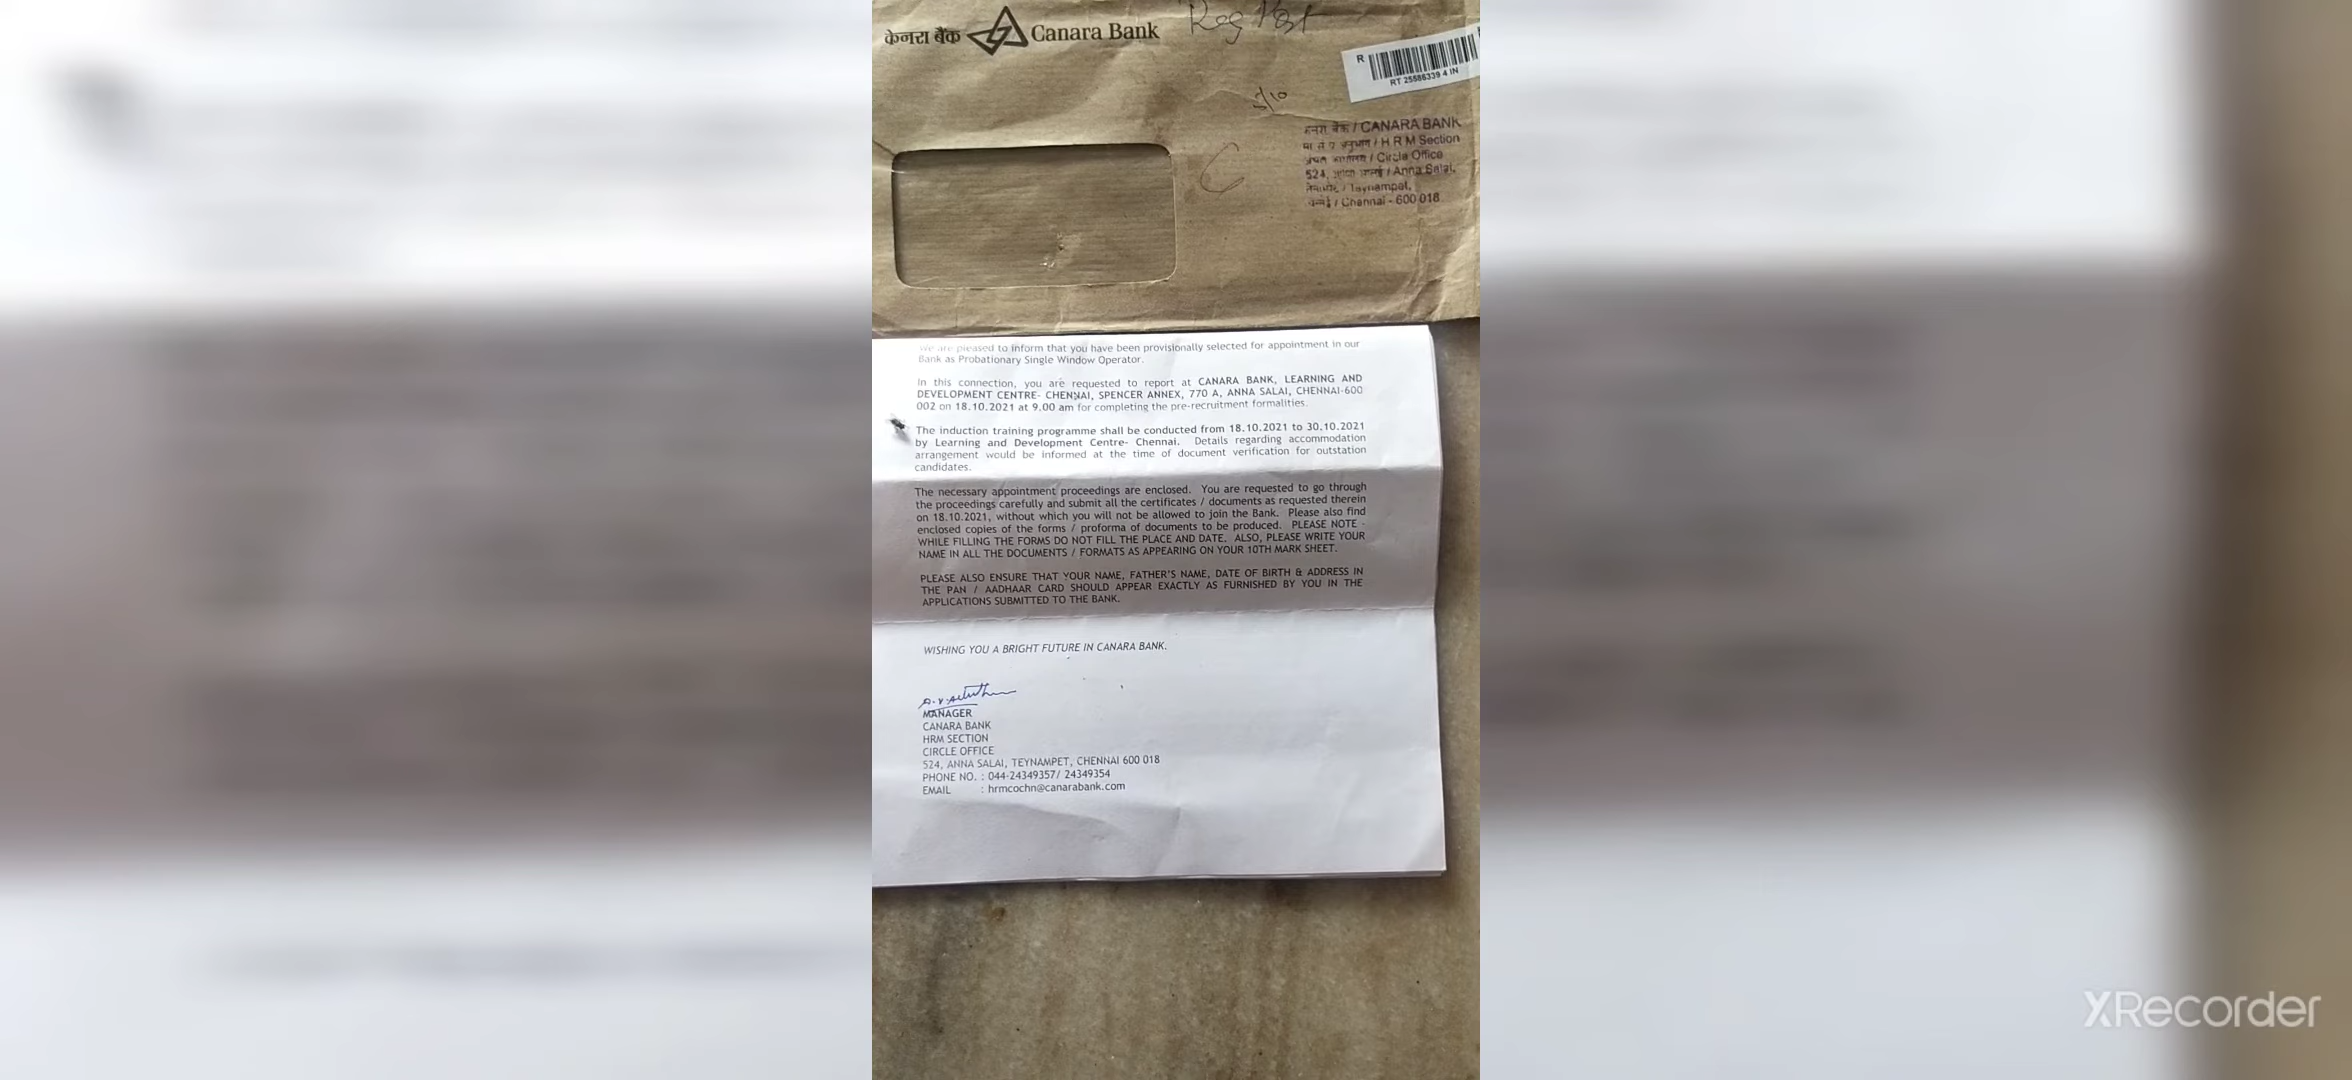 केनरा बैंक Canara Bank
Reg Post
R
RT 25586339 4 IN
5/10
बैंक / CANARA BANK
अनुभाग / H R M Section
/ Circle Office
524, / Anna Salai,
/ Teynampet,
/ Chennai - 600 018
We are pleased to inform that you have been provisionally selected for appointment in our
Bank as Probationary Single Window Operator.
In this connection, you are requested to report at CANARA BANK, LEARNING AND
DEVELOPMENT CENTRE- CHENNAI, SPENCER ANNEX, 770 A, ANNA SALAI, CHENNAI-600
002 on 18.10.2021 at 9.00 am for completing the pre-recruitment formalities.
The induction training programme shall be conducted from 18.10.2021 to 30.10.2021
by Learning and Development Centre- Chennai. Details regarding accommodation
arrangement would be informed at the time of document verification for outstation
candidates.
The necessary appointment proceedings are enclosed. You are requested to go through
the proceedings carefully and submit all the certificates / documents as requested therein
on 18.10.2021, without which you will not be allowed to join the Bank. Please also find
enclosed copies of the forms / proforma of documents to be produced. PLEASE NOTE -
WHILE FILLING THE FORMS DO NOT FILL THE PLACE AND DATE. ALSO, PLEASE WRITE YOUR
NAME IN ALL THE DOCUMENTS / FORMATS AS APPEARING ON YOUR 10TH MARK SHEET.
PLEASE ALSO ENSURE THAT YOUR NAME, FATHER'S NAME, DATE OF BIRTH & ADDRESS IN
THE PAN / AADHAAR CARD SHOULD APPEAR EXACTLY AS FURNISHED BY YOU IN THE
APPLICATIONS SUBMITTED TO THE BANK.
WISHING YOU A BRIGHT FUTURE IN CANARA BANK.
MANAGER
CANARA BANK
HRM SECTION
CIRCLE OFFICE
524, ANNA SALAI, TEYNAMPET, CHENNAI 600 018
PHONE NO. : 044-24349357/ 24349354
EMAIL : hrmcochn@canarabank.com
XRecorder